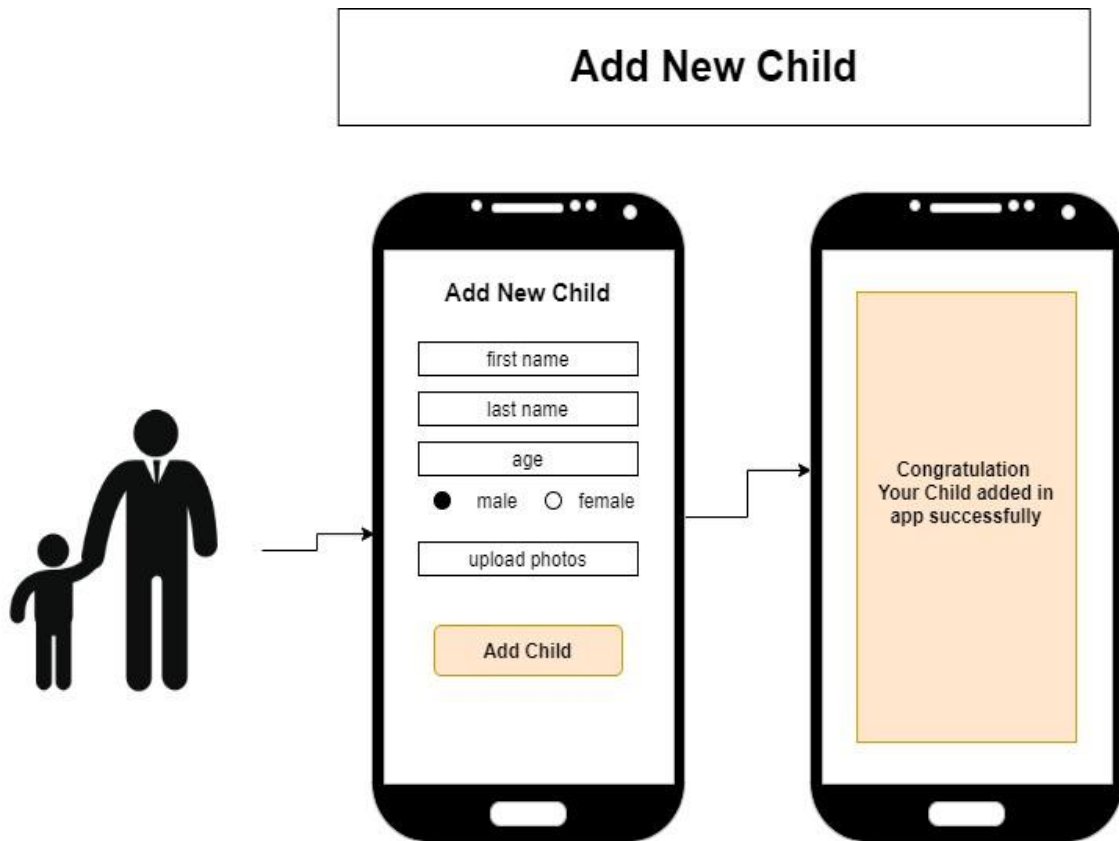 Add New Child
Add New Child
first name
last name
age
male female
upload photos
Add Child
Congratulation
Your Child added in
app successfully